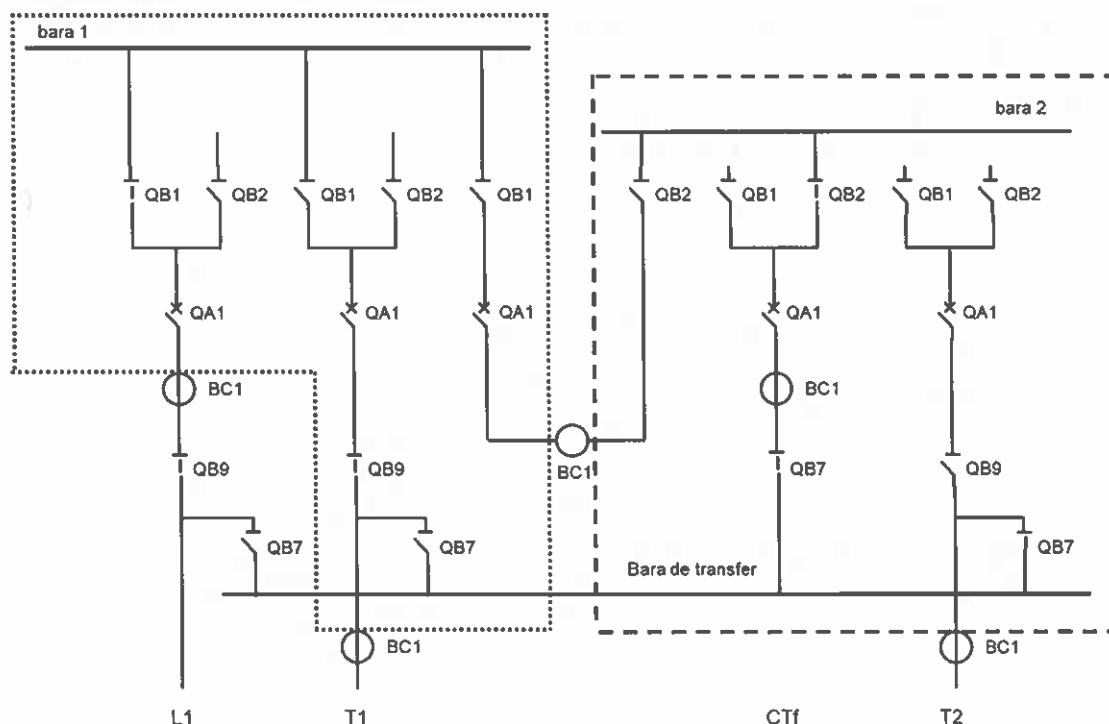 bara 1
bara 2
QB1 QB2 QB1 QB2 QB1 QB2 QB1 QB2 QB1 QB2
QA1 QA1 QA1 QA1 QA1
BC1 BC1
BC1
QB9 QB9 QB7 QB9
QB7 QB7 QB7
Bara de transfer
BC1 BC1
L1 T1 CTf T2